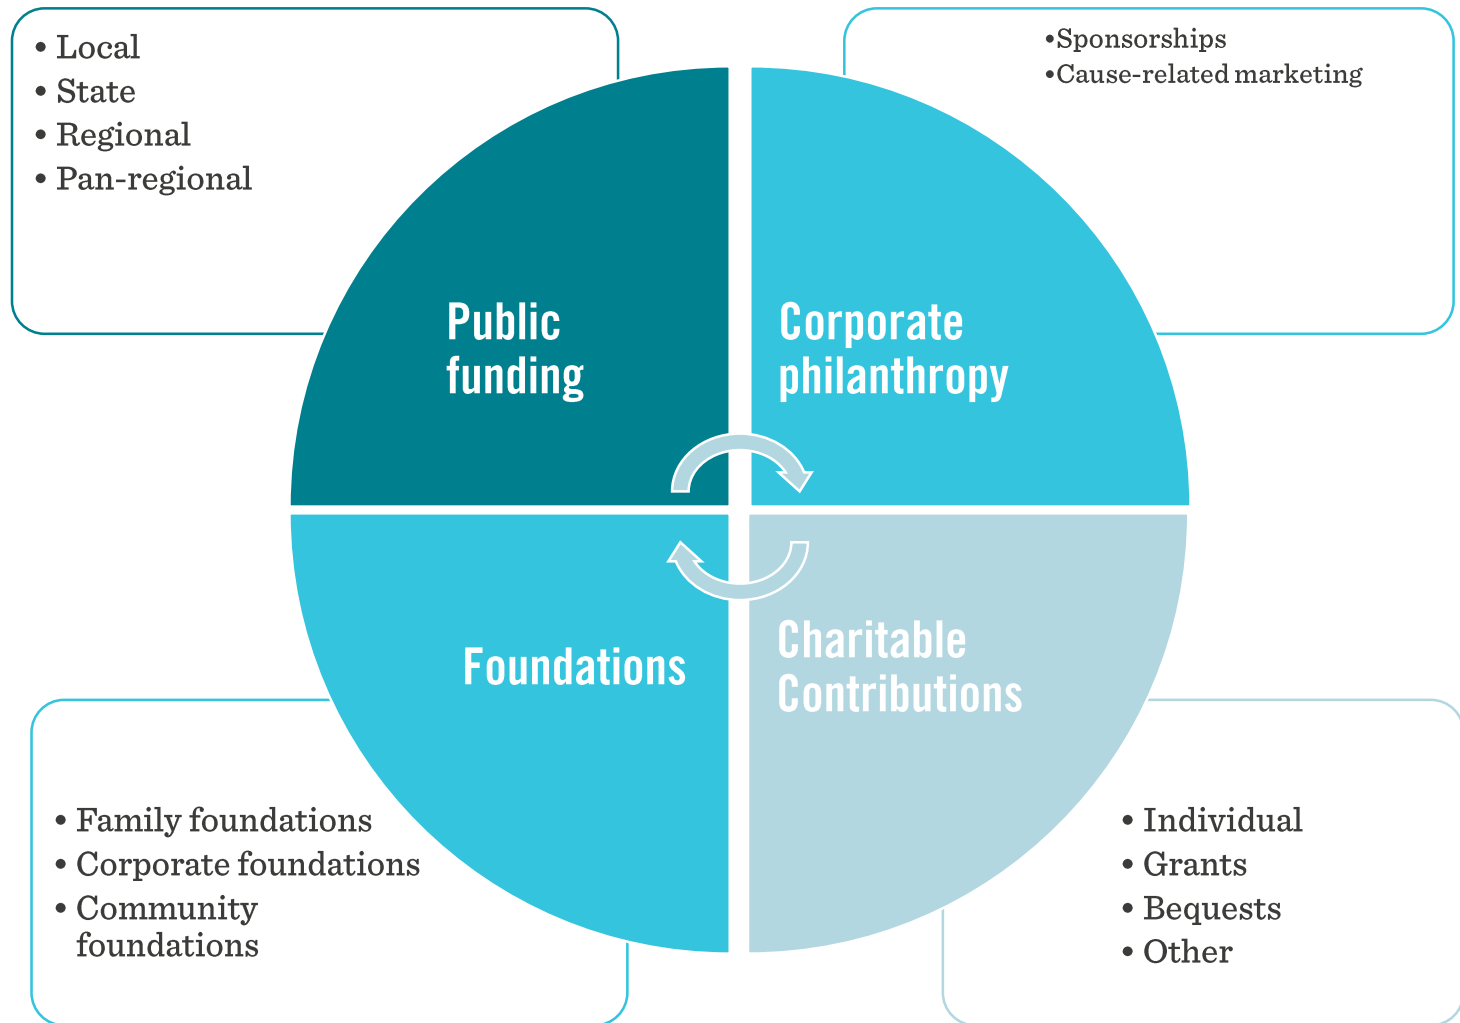 • Local
• State
• Regional
• Pan-regional
•Sponsorships
•Cause-related marketing
Public
funding
Corporate
philanthropy
Foundations
Charitable
Contributions
• Family foundations
• Corporate foundations
• Community
foundations
• Individual
• Grants
• Bequests
• Other